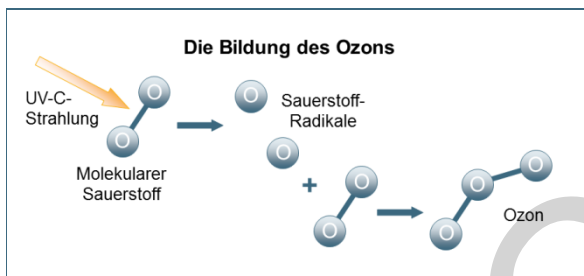 Die Bildung des Ozons
UV-C-
Strahlung
O
O
Molekularer
Sauerstoff
O
O
Sauerstoff-
Radikale
+
O
O
O
O
O
Ozon